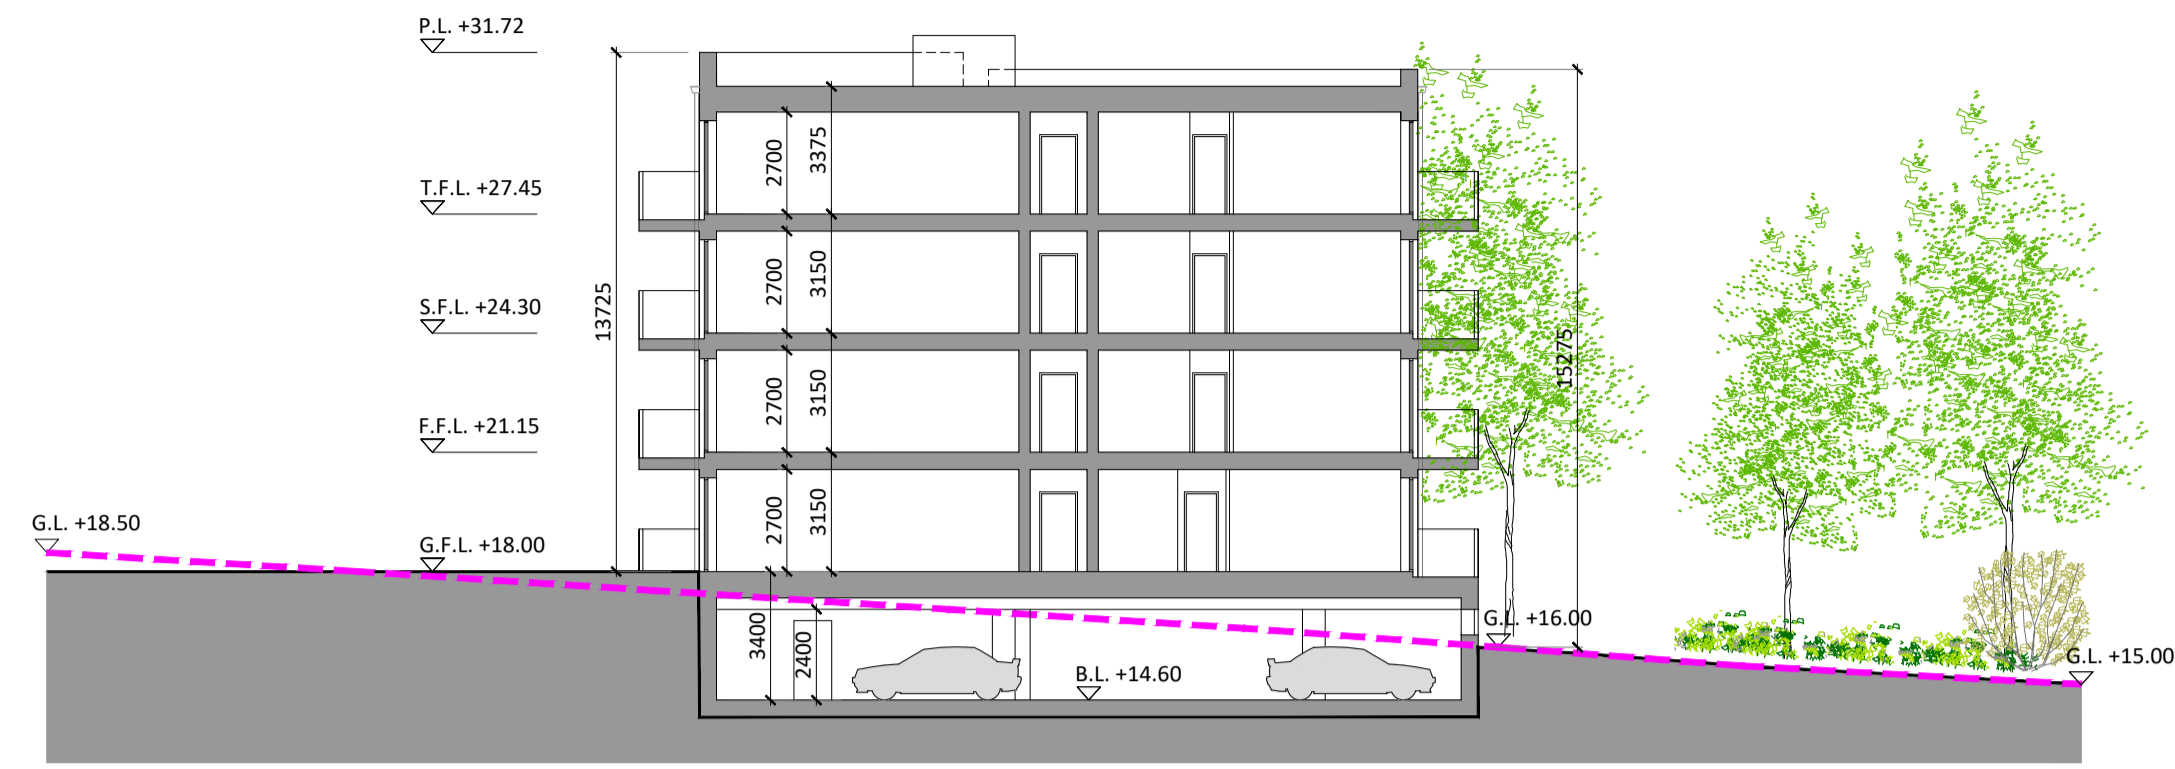 P.L. +31.72
T.F.L. +27.45
S.F.L. +24.30
F.F.L. +21.15
G.L. +18.50
G.F.L. +18.00
13725
2700
3375
2700
3150
2700
3150
2700
3150
3400
2400
B.L. +14.60
15275
G.L. +16.00
G.L. +15.00